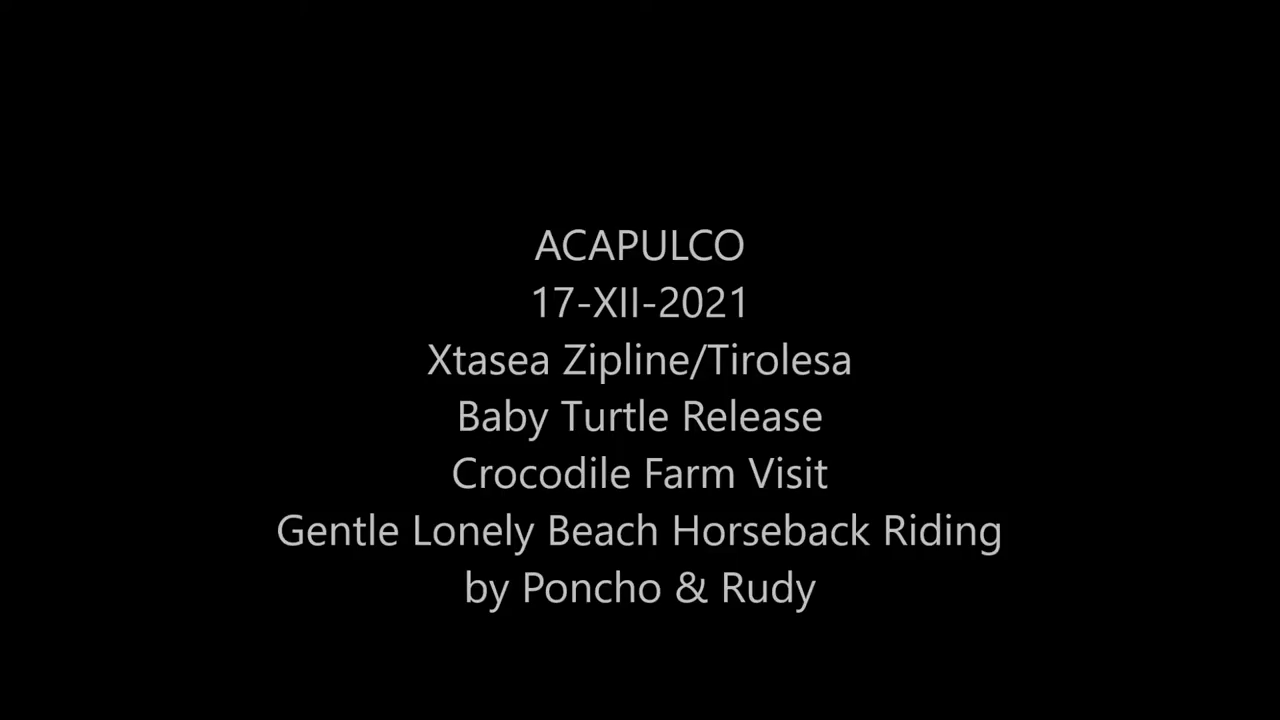 ACAPULCO
17-XII-2021
Xtasea Zipline/Tirolesa
Baby Turtle Release
Crocodile Farm Visit
Gentle Lonely Beach Horseback Riding
by Poncho & Rudy